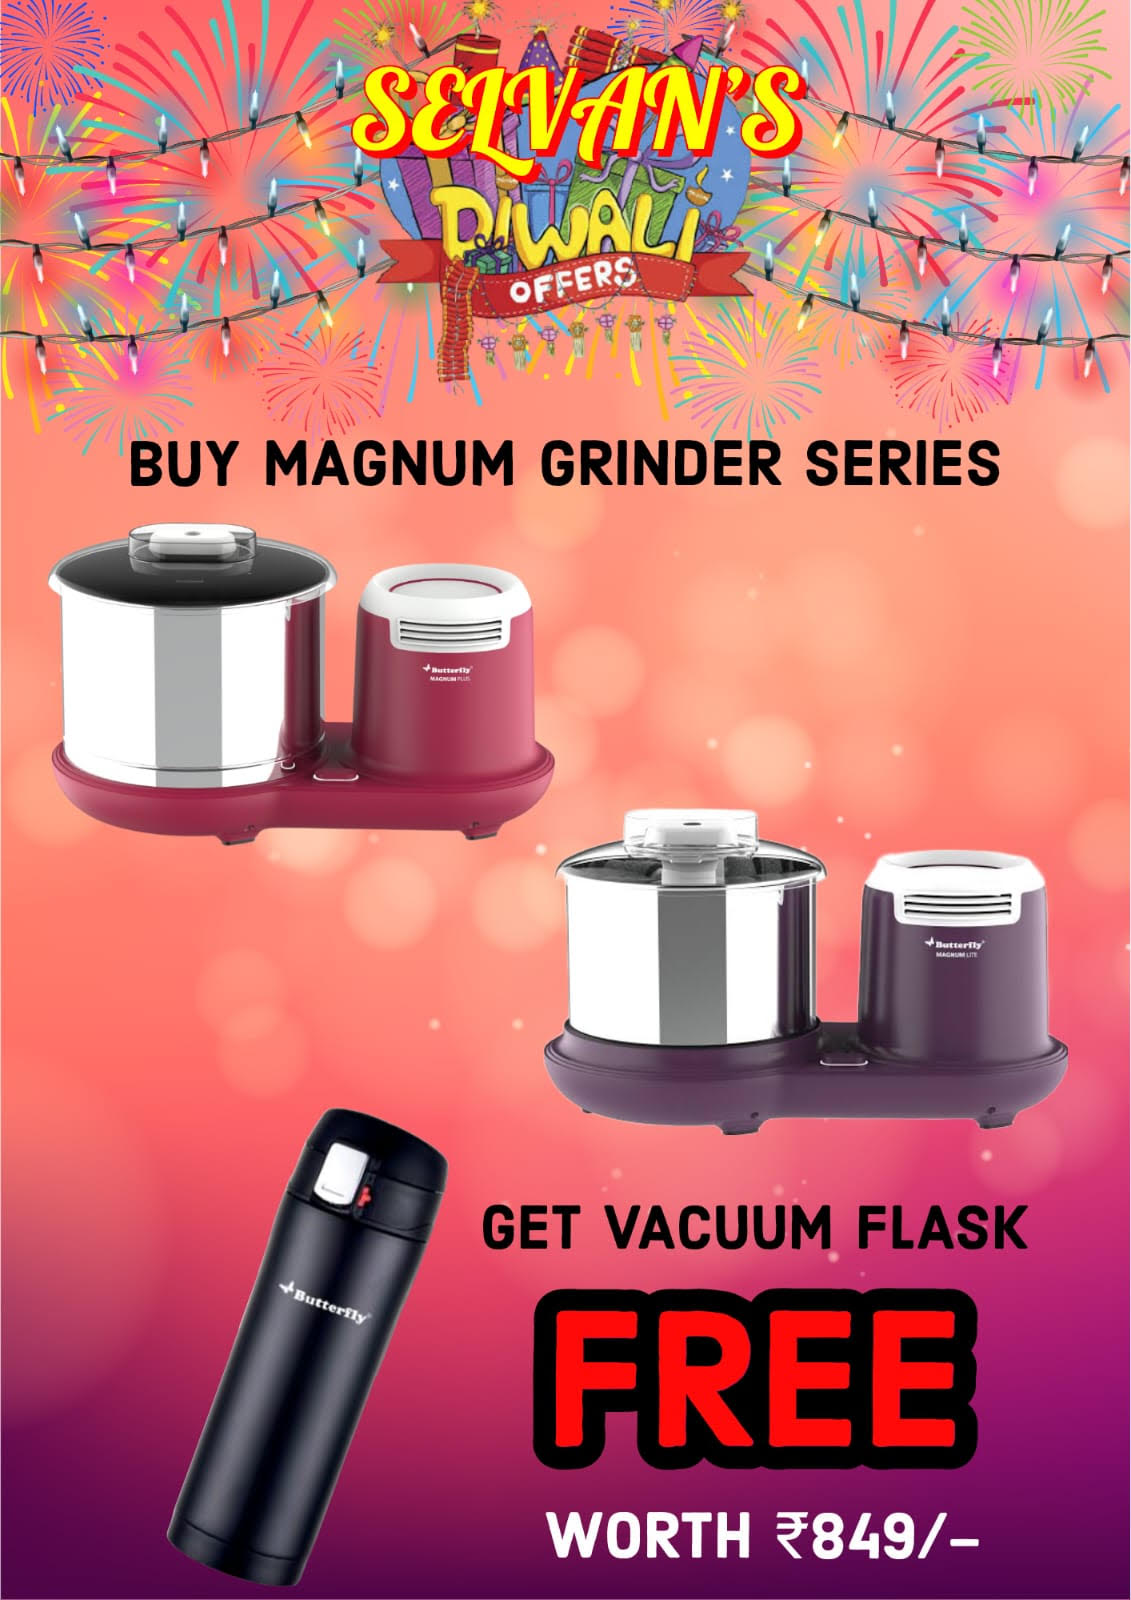 SELVAN'S
DIWALI
OFFERS
BUY MAGNUM GRINDER SERIES
Butterfly
MAGNUM PLUS
Butterfly
MAGNUM LITE
Butterfly
GET VACUUM FLASK
FREE
WORTH ₹849/-